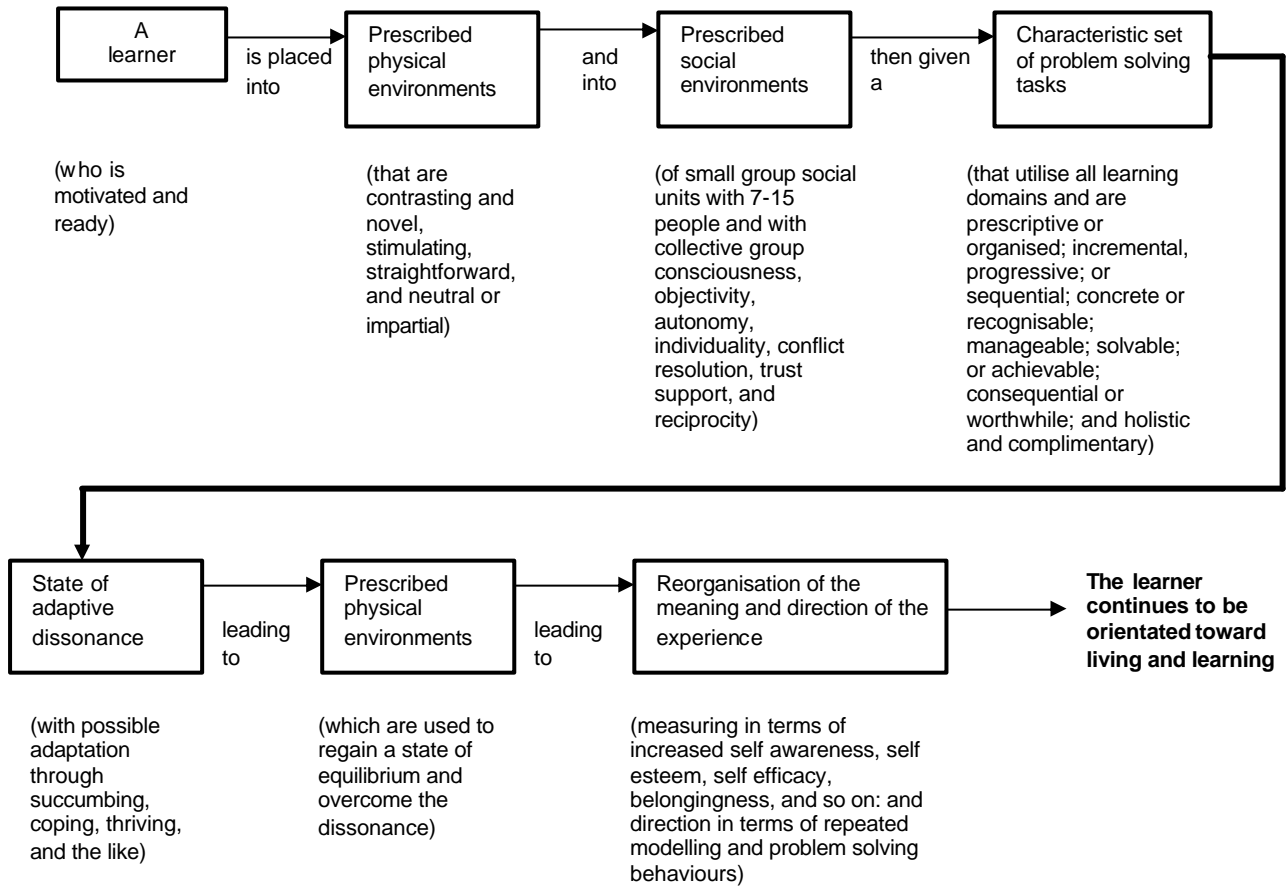 A
learner
is placed
into
Prescribed
physical
environments
and
into
Prescribed
social
environments
then given
a
Characteristic set
of problem solving
tasks
(who is
motivated and
ready)
(that are
contrasting and
novel,
stimulating,
straightforward,
and neutral or
impartial)
(of small group social
units with 7-15
people and with
collective group
consciousness,
objectivity,
autonomy,
individuality, conflict
resolution, trust
support, and
reciprocity)
(that utilise all learning
domains and are
prescriptive or
organised; incremental,
progressive; or
sequential; concrete or
recognisable;
manageable; solvable;
or achievable;
consequential or
worthwhile; and holistic
and complimentary)
State of
adaptive
dissonance
leading
to
Prescribed
physical
environments
leading
to
Reorganisation of the
meaning and direction of the
experience
The learner
continues to be
orientated toward
living and learning
(with possible
adaptation
through
succumbing,
coping, thriving,
and the like)
(which are used to
regain a state of
equilibrium and
overcome the
dissonance)
(measuring in terms of
increased self awareness, self
esteem, self efficacy,
belongingness, and so on: and
direction in terms of repeated
modelling and problem solving
behaviours)